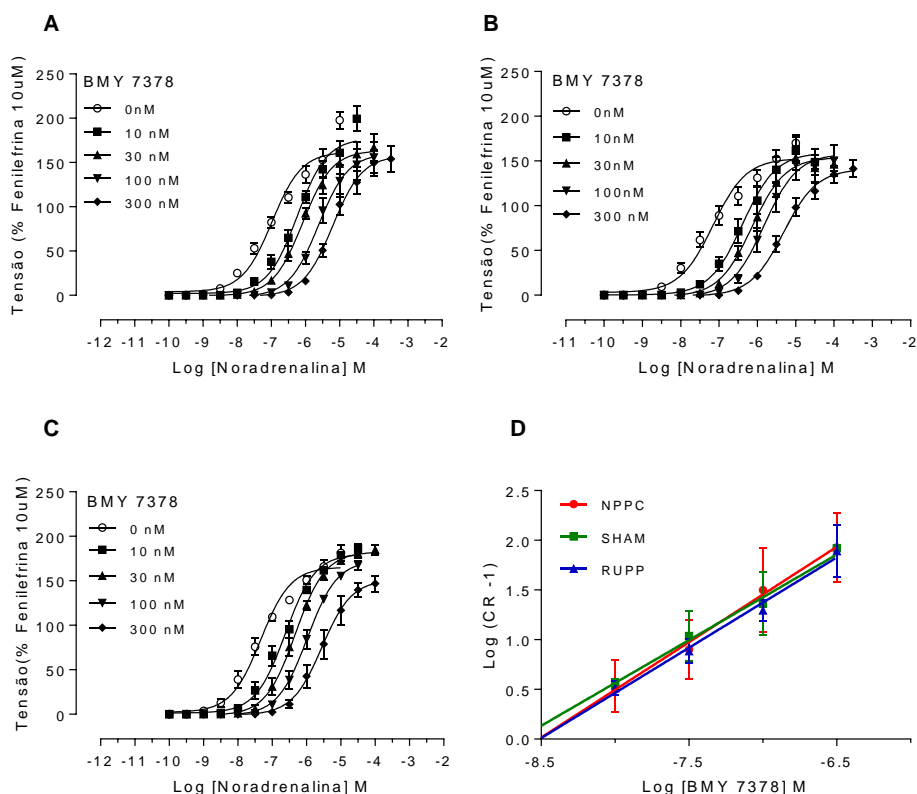 A
Tensão (% Fenilefrina 10uM)
BMY 7378
0nM
10 nM
30 nM
100 nM
300 nM
250
200
150
100
50
0
-12 -11 -10 -9 -8 -7 -6 -5 -4 -3 -2
Log [Noradrenalina] M
B
Tensão(% Fenilefrina 10uM)
BMY 7378
0nM
10nM
30nM
100nM
300 nM
250
200
150
100
50
0
-11 -10 -9 -8 -7 -6 -5 -4 -3 -2
Log [Noradrenalina] M
C
Tensão(% Fenilefrina 10uM)
BMY 7378
0 nM
10 nM
30 nM
100 nM
300 nM
250
200
150
100
50
0
-12 -11 -10 -9 -8 -7 -6 -5 -4 -3 -2
Log [Noradrenalina] M
D
Log (CR -1)
NPPC
SHAM
RUPP
2.5
2.0
1.5
1.0
0.5
0.0
-8.5 -7.5 -6.5
Log [BMY 7378] M